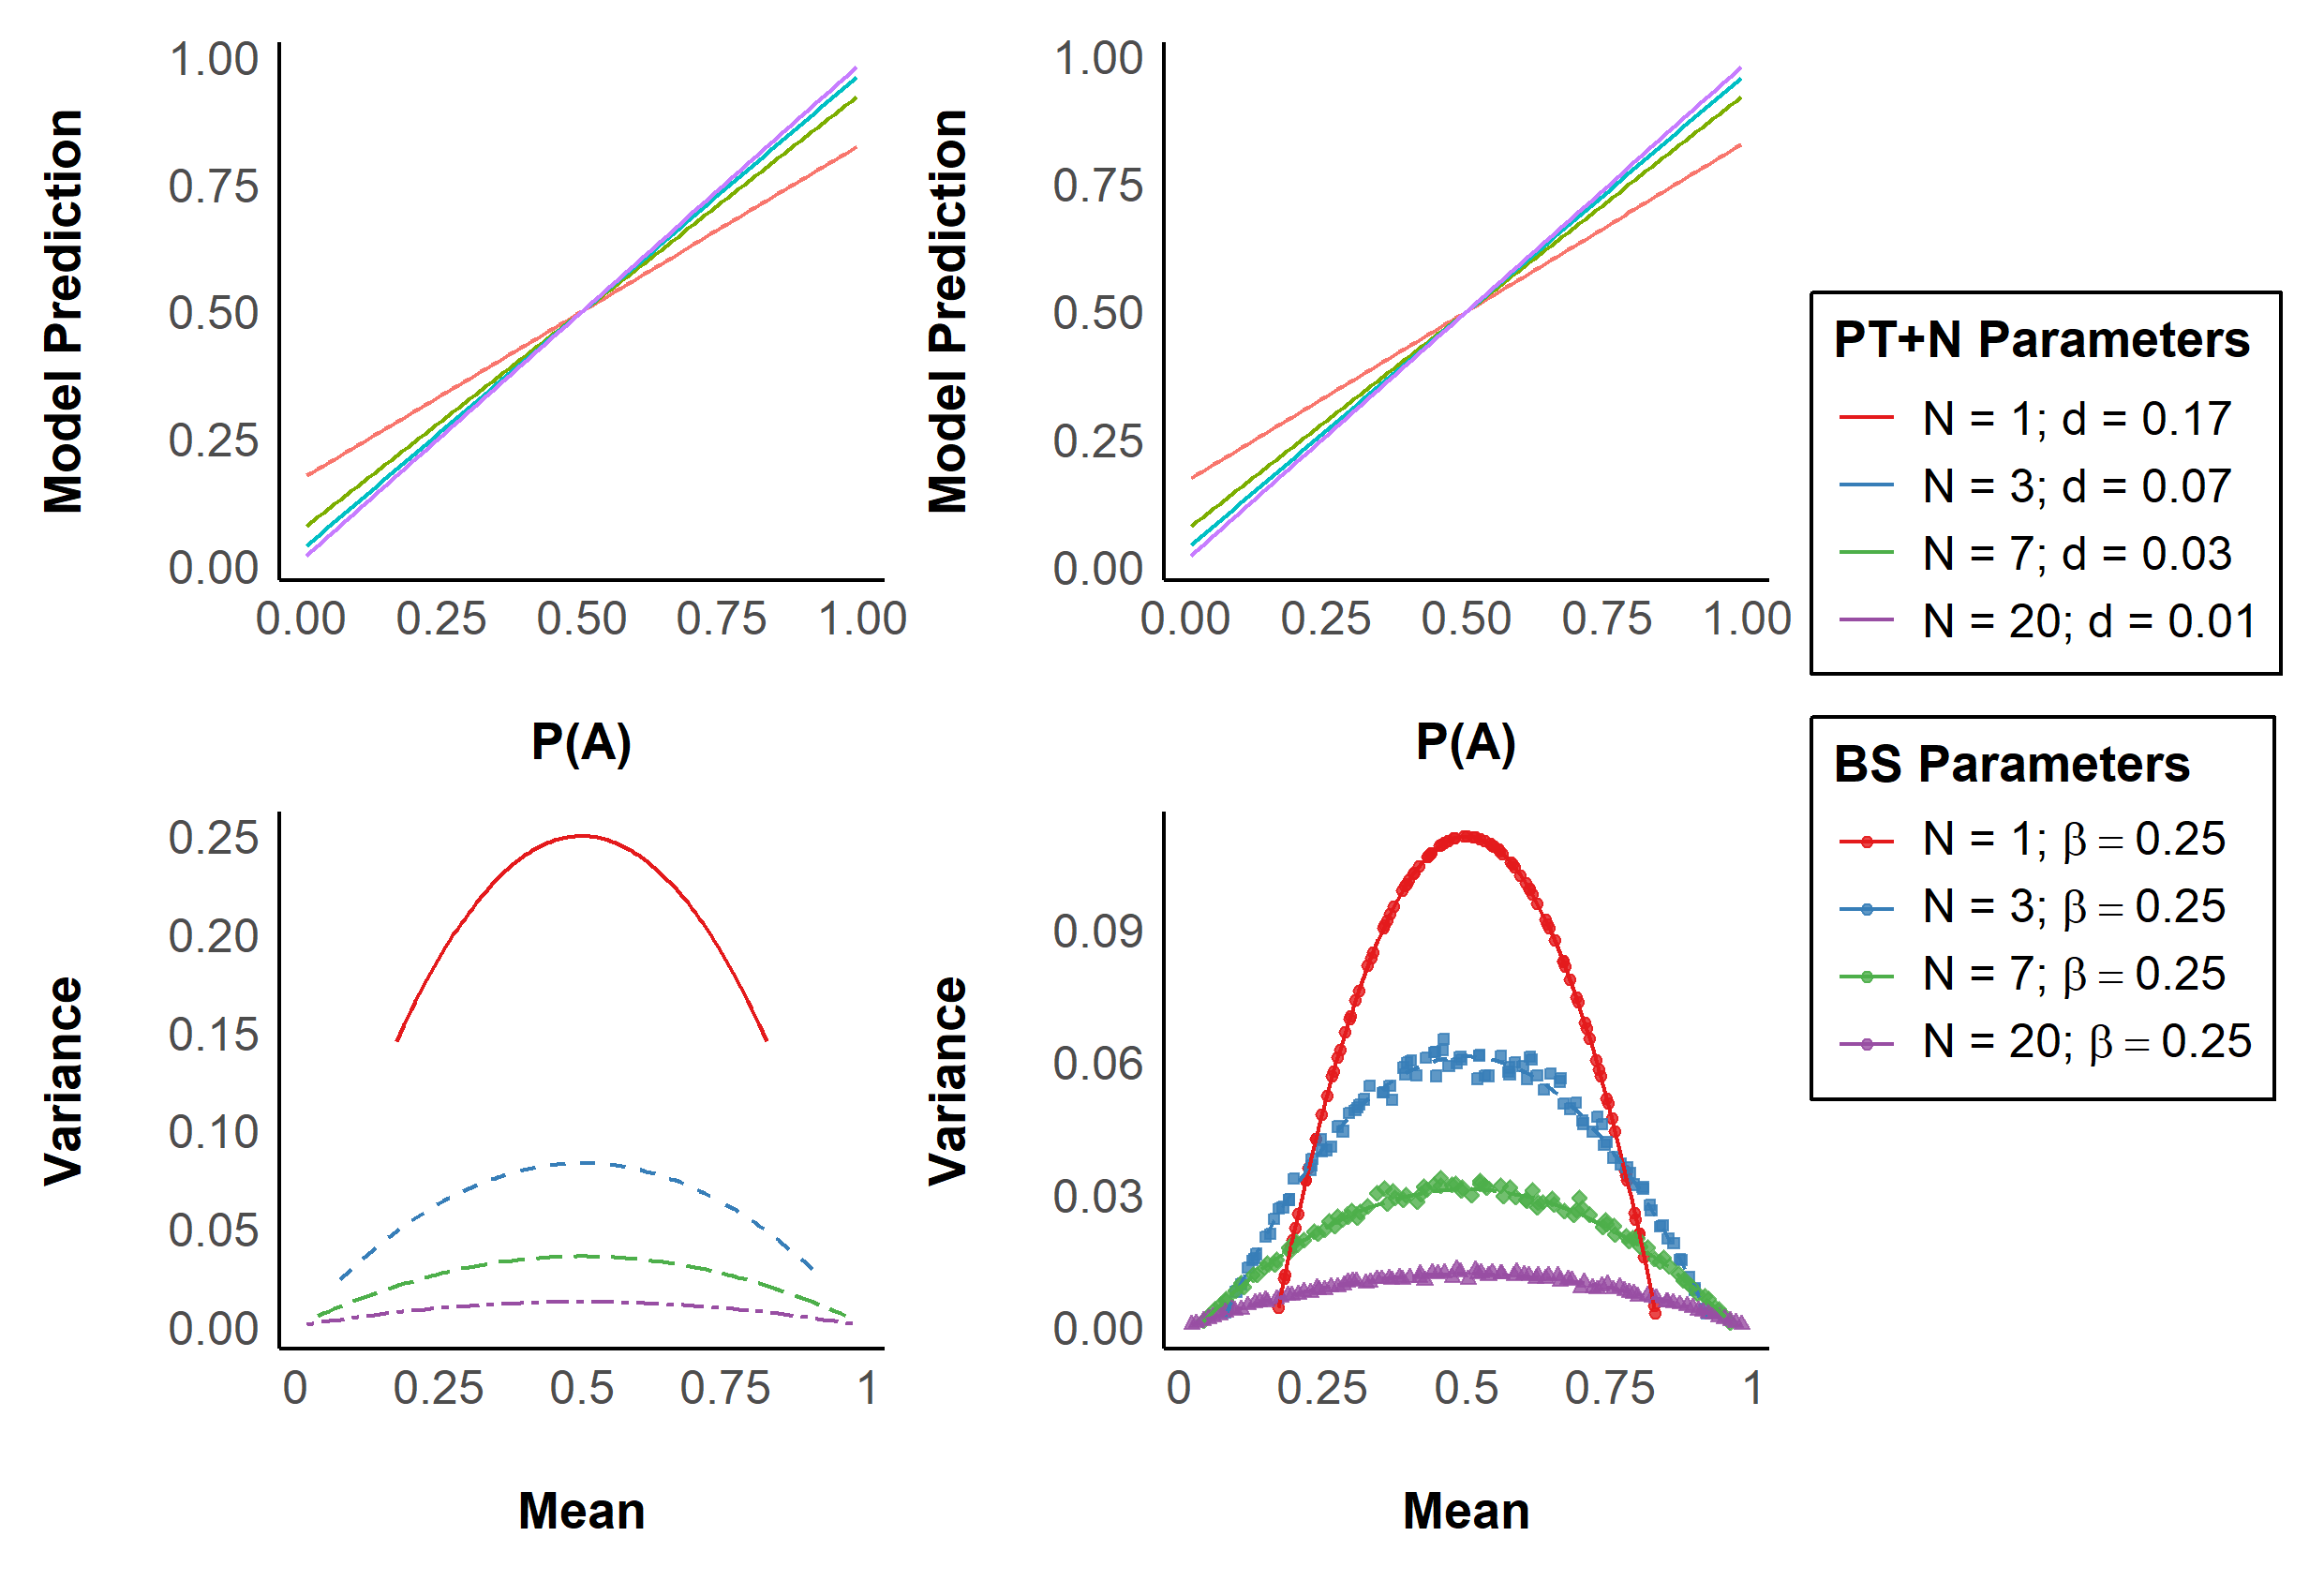 Model Prediction
1.00
0.75
0.50
0.25
0.00
0.00 0.25 0.50 0.75 1.00
P(A)
Model Prediction
1.00
0.75
0.50
0.25
0.00
0.00 0.25 0.50 0.75 1.00
P(A)
PT+N Parameters
N = 1; d = 0.17
N = 3; d = 0.07
N = 7; d = 0.03
N = 20; d = 0.01
Variance
0.25
0.20
0.15
0.10
0.05
0.00
0 0.25 0.5 0.75 1
Mean
Variance
0.09
0.06
0.03
0.00
0 0.25 0.5 0.75 1
Mean
BS Parameters
N = 1; β = 0.25
N = 3; β = 0.25
N = 7; β = 0.25
N = 20; β = 0.25